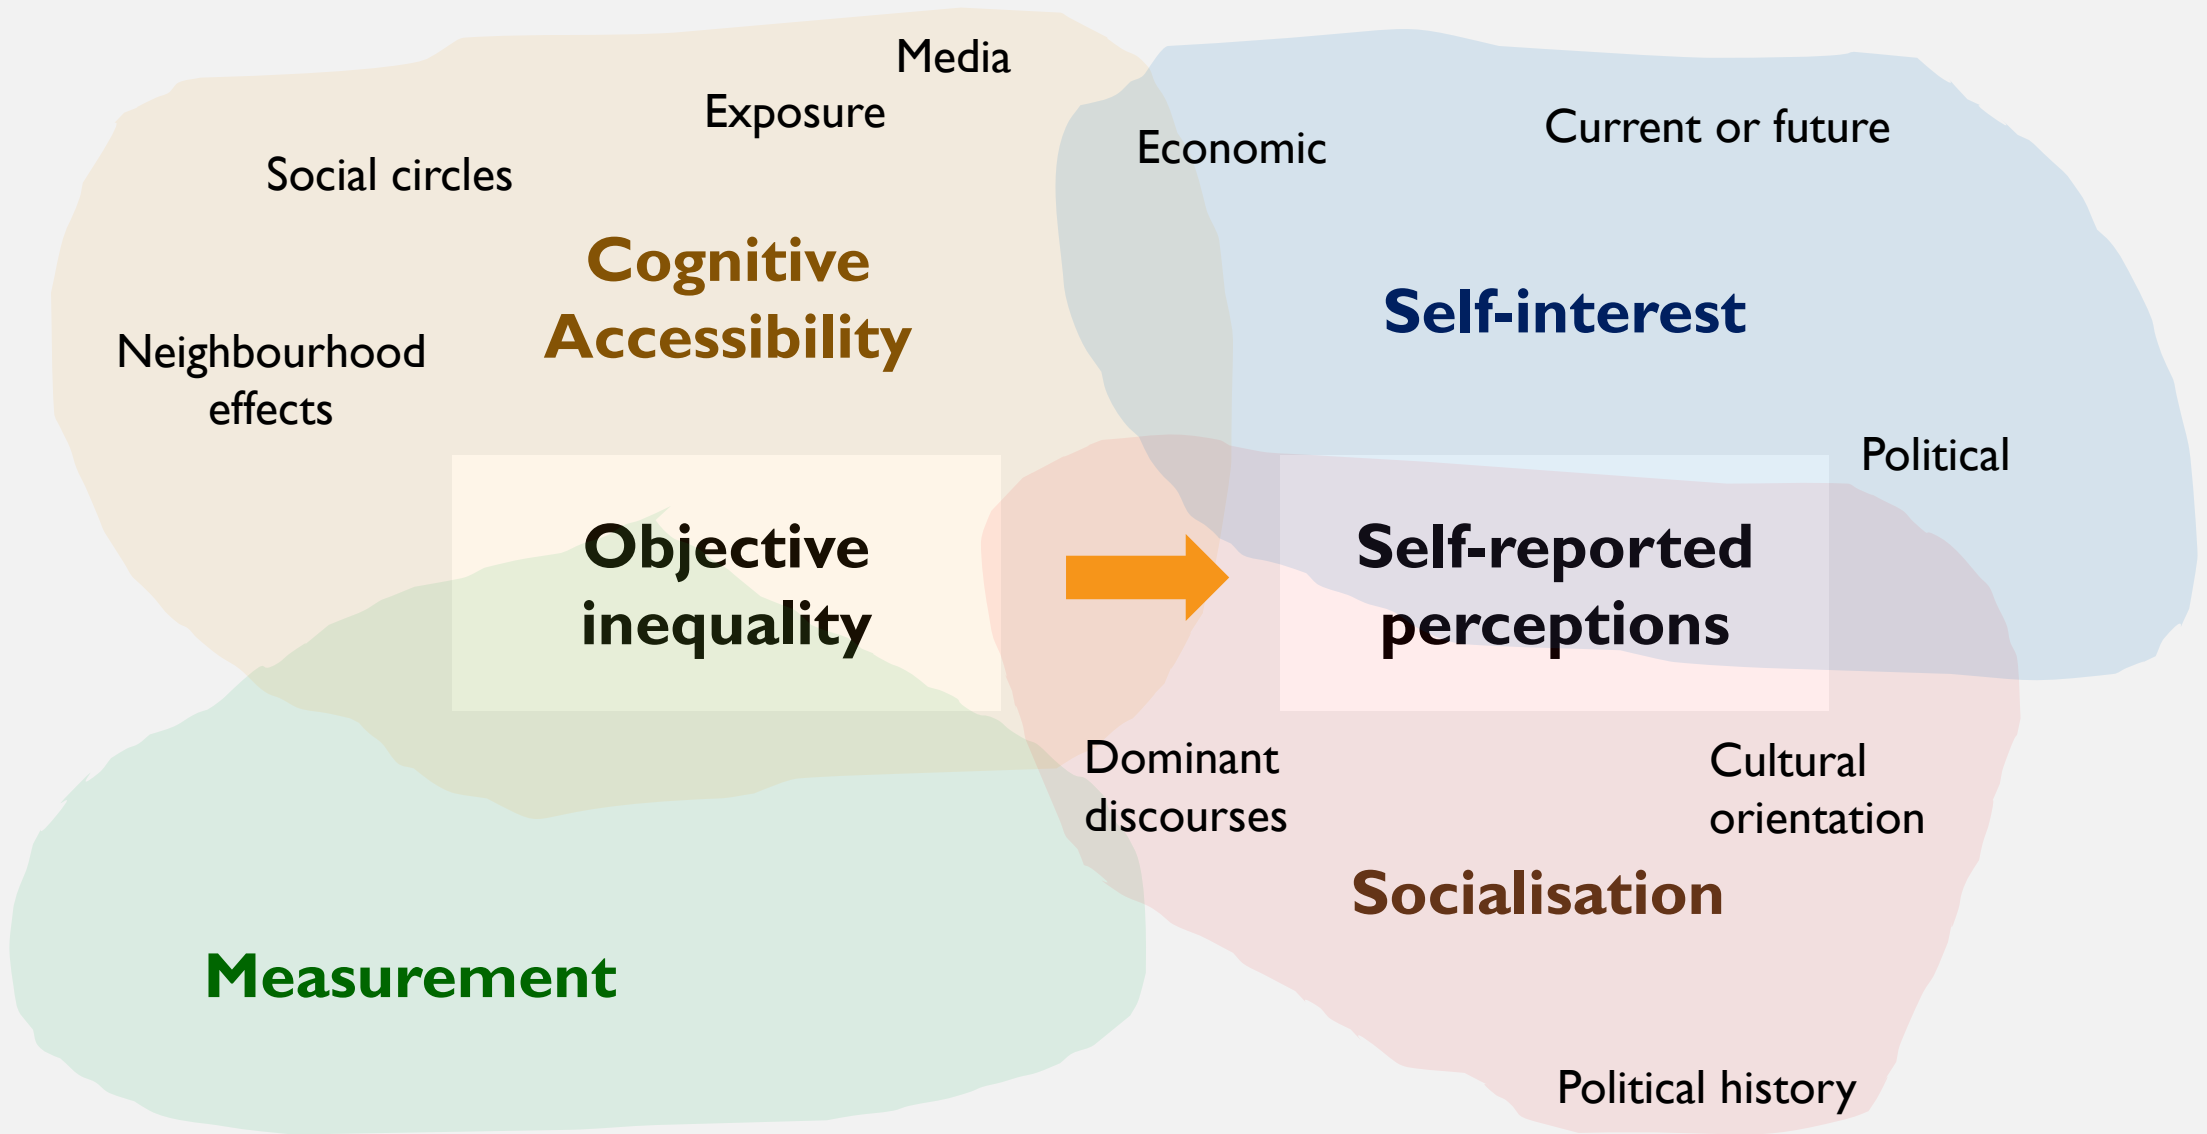 Media
Exposure
Social circles
Cognitive
Accessibility
Neighbourhood
effects
Economic
Current or future
Self-interest
Political
Objective
inequality
Self-reported
perceptions
Dominant
discourses
Cultural
orientation
Socialisation
Political history
Measurement